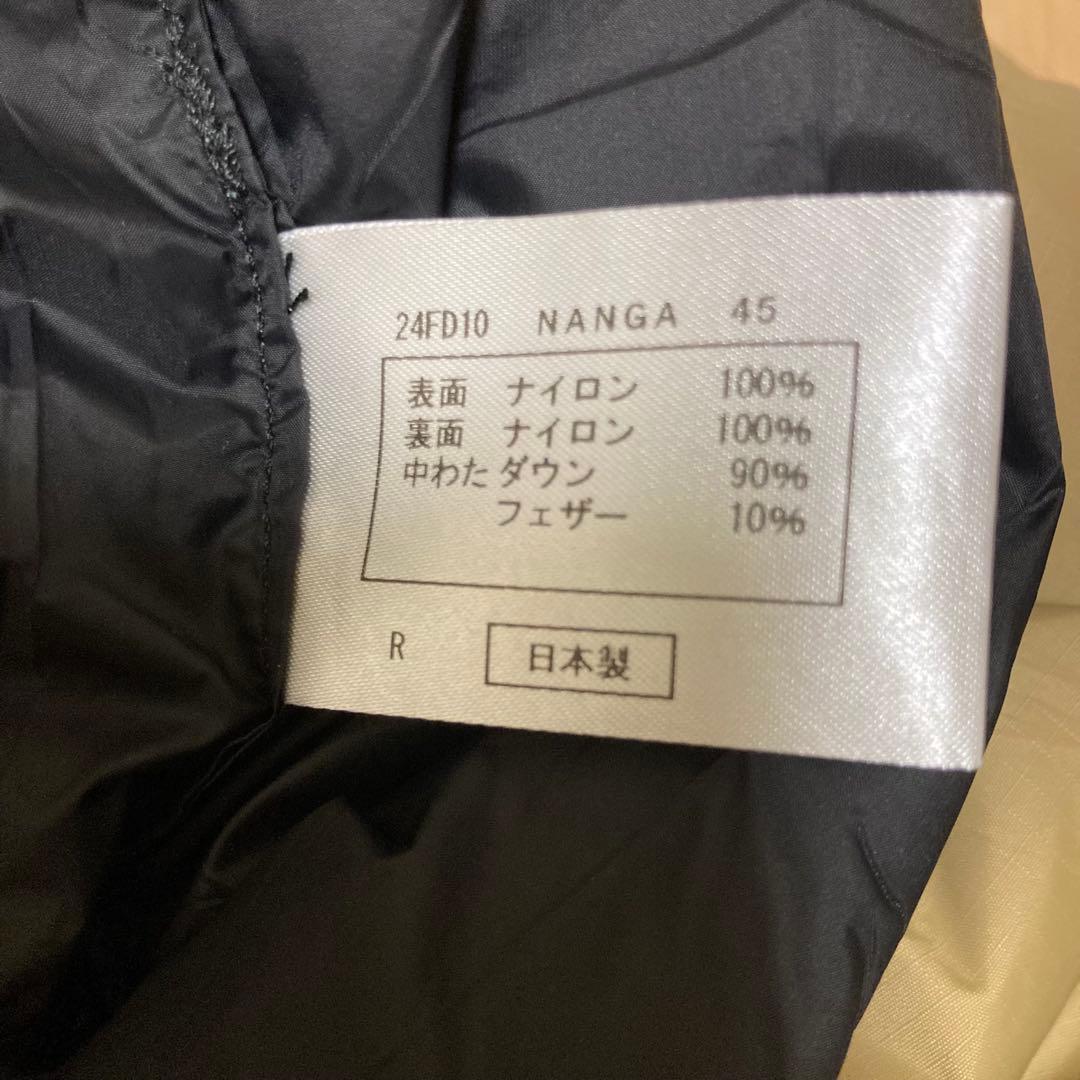 24FD10 NANGA 45
表面 ナイロン 100%
裏面 ナイロン 100%
中わた ダウン 90%
フェザー 10%
R 日本製